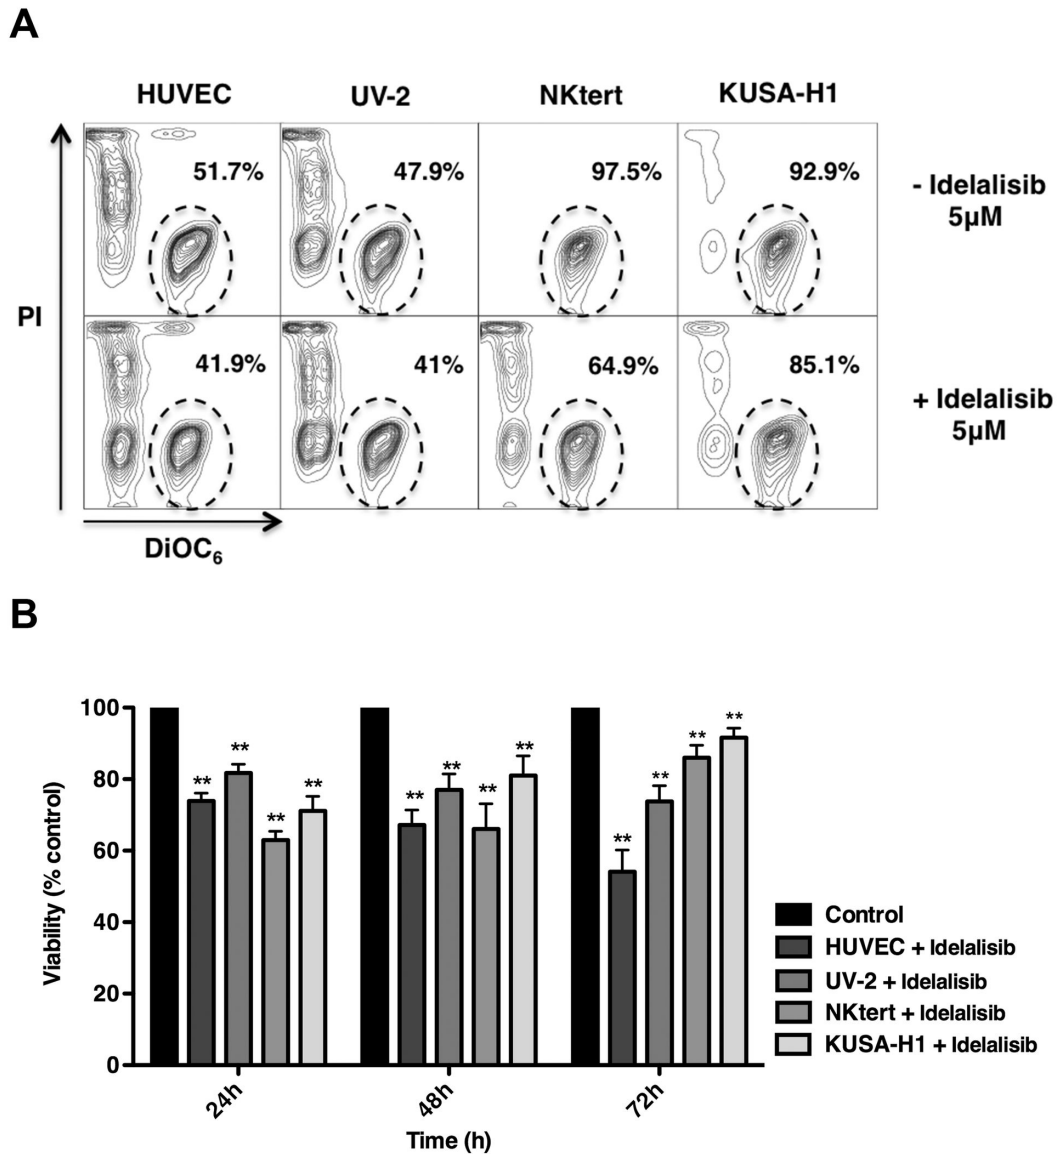 A
HUVEC UV-2 NKtert KUSA-H1
51.7% 47.9% 97.5% 92.9%
- Idelalisib
5µM
PI
41.9% 41% 64.9% 85.1%
+ Idelalisib
5µM
DiOC₆
B
100
80
60
40
20
0
Viability (% control)
** ** ** **
** ** ** **
** ** ** **
Control
HUVEC + Idelalisib
UV-2 + Idelalisib
NKtert + Idelalisib
KUSA-H1 + Idelalisib
24h 48h 72h
Time (h)